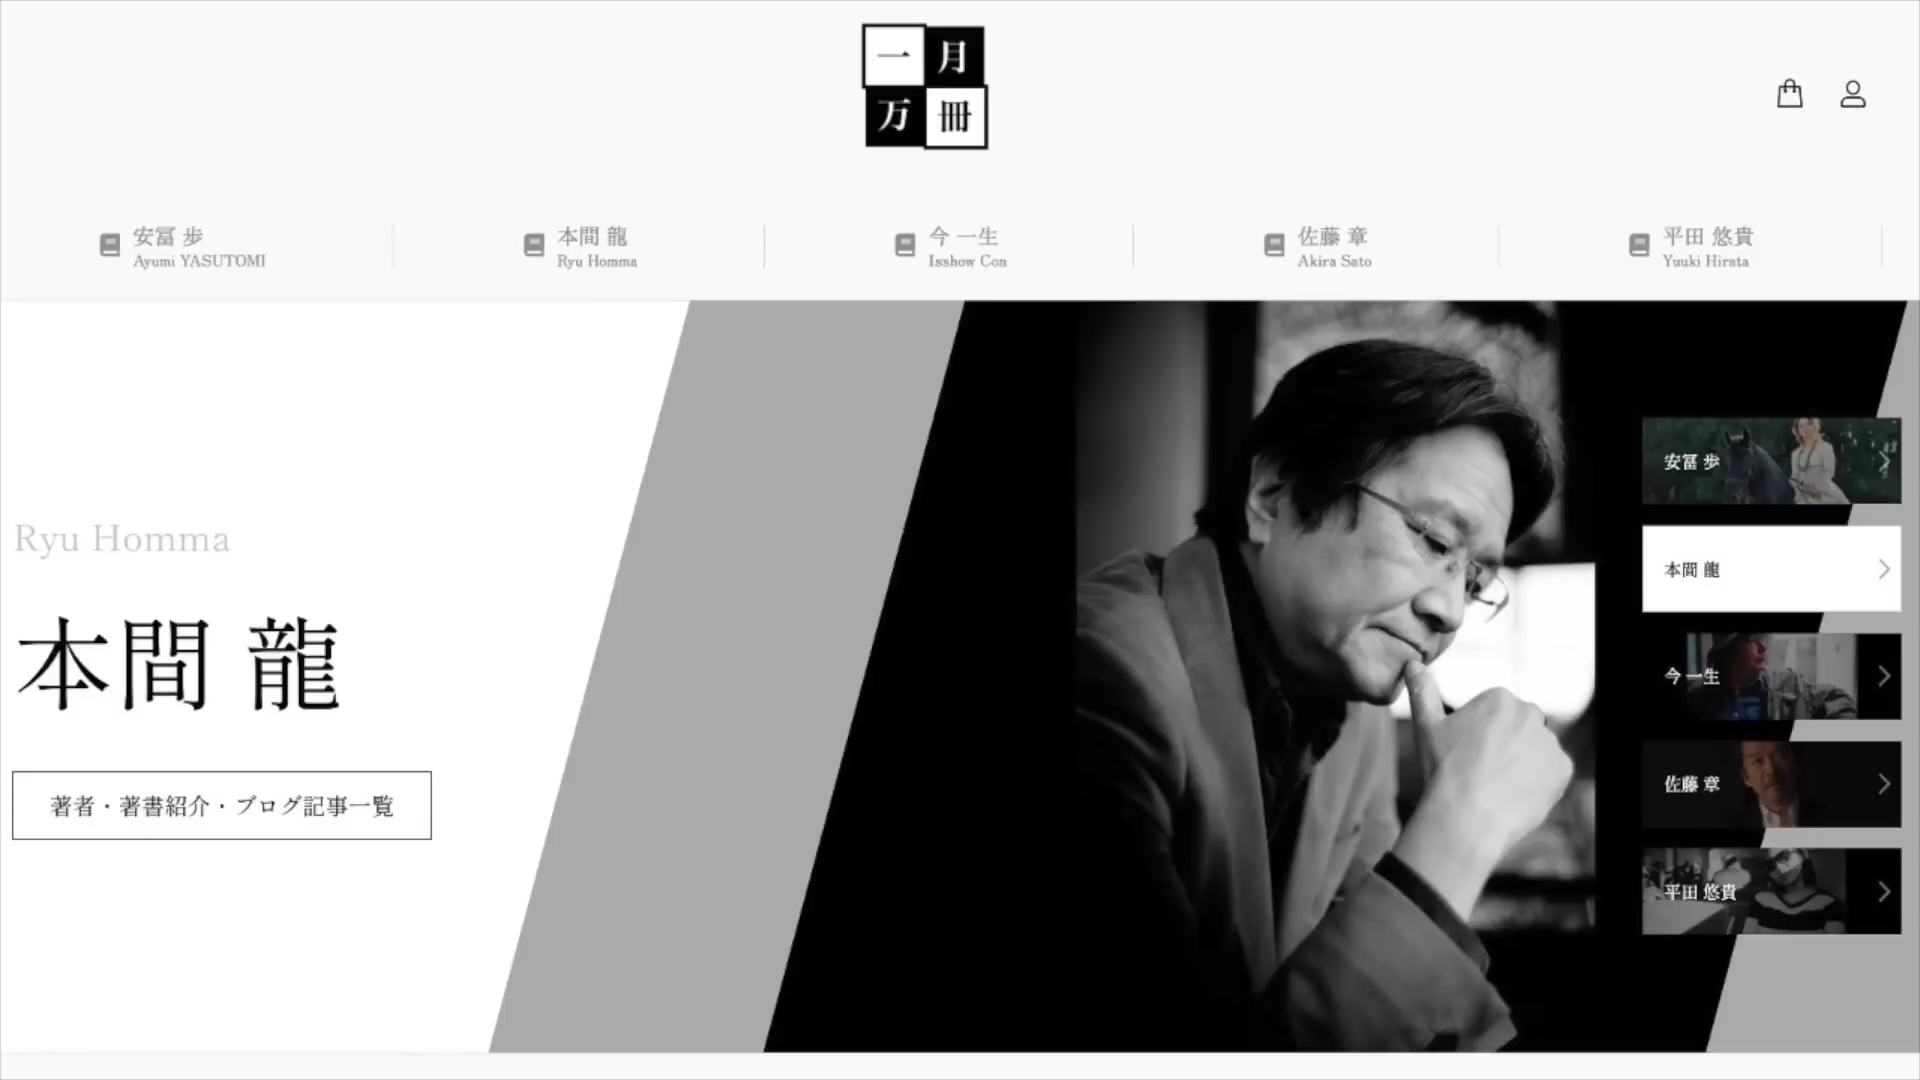 一月
万冊
安冨 歩
Ayumi YASUTOMI
本間 龍
Ryu Homma
今 一生
Isshow Con
佐藤 章
Akira Sato
平田 悠貴
Yuuki Hirata
Ryu Homma
本間 龍
著者・著書紹介・ブログ記事一覧
安冨 歩
本間 龍
今 一生
佐藤 章
平田 悠貴